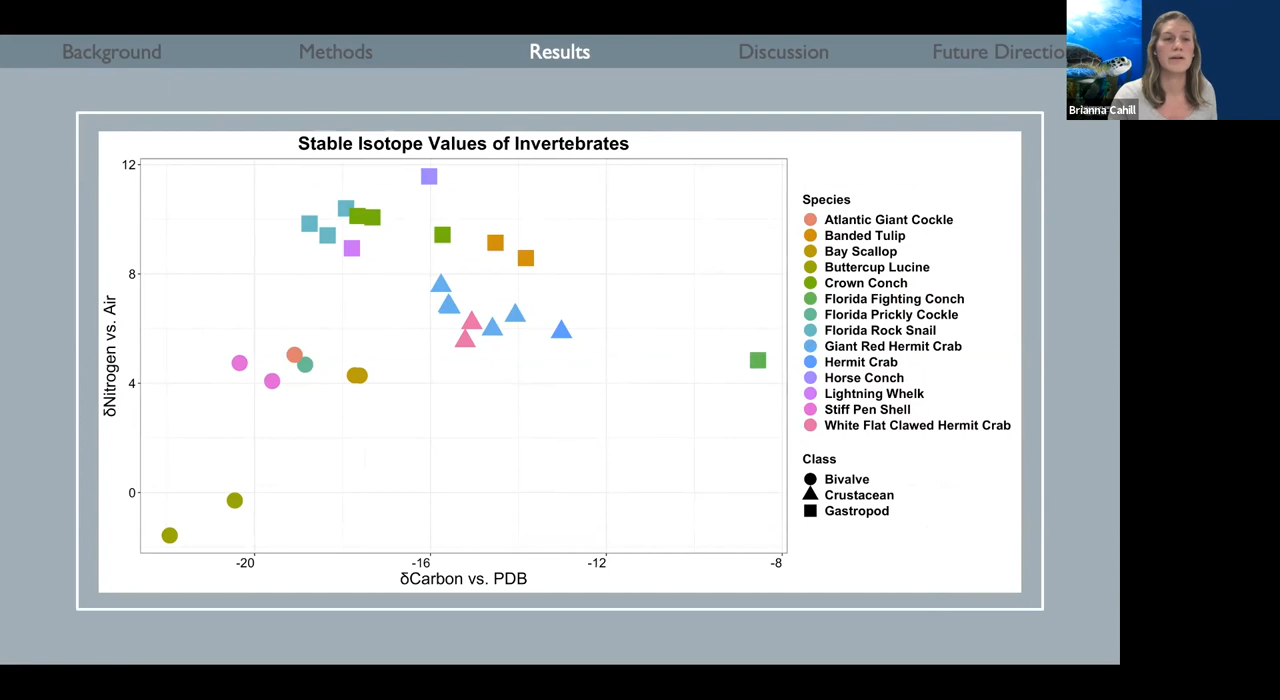 Background
Methods
Results
Discussion
Future Directio
Brianna Cahill
Stable Isotope Values of Invertebrates
δNitrogen vs. Air
12
8
4
0
-20
-16
-12
-8
δCarbon vs. PDB
Species
Atlantic Giant Cockle
Banded Tulip
Bay Scallop
Buttercup Lucine
Crown Conch
Florida Fighting Conch
Florida Prickly Cockle
Florida Rock Snail
Giant Red Hermit Crab
Hermit Crab
Horse Conch
Lightning Whelk
Stiff Pen Shell
White Flat Clawed Hermit Crab
Class
Bivalve
Crustacean
Gastropod